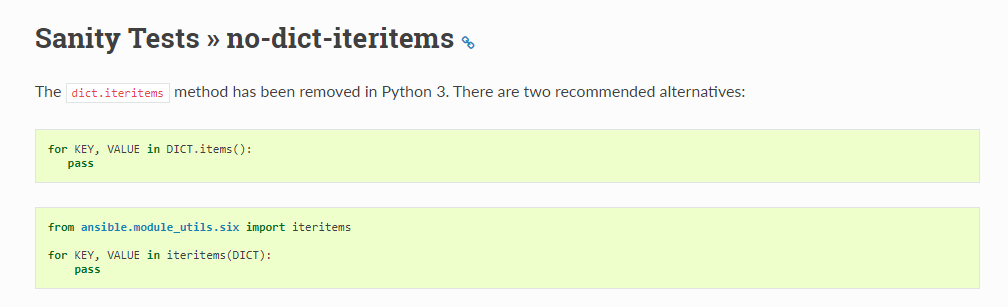 Sanity Tests » no-dict-iteritems
The dict.iteritems method has been removed in Python 3. There are two recommended alternatives:
for KEY, VALUE in DICT.items():
   pass
from ansible.module_utils.six import iteritems
for KEY, VALUE in iteritems(DICT):
    pass